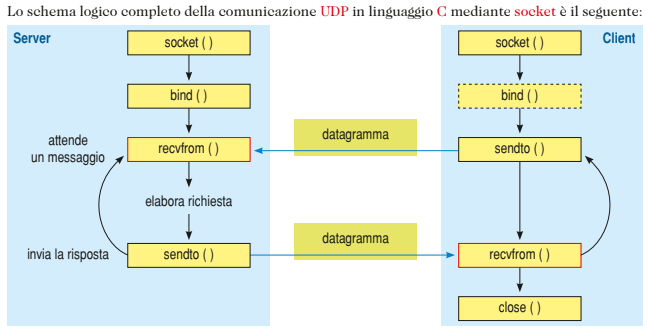 Lo schema logico completo della comunicazione UDP in linguaggio C mediante socket è il seguente:
Server
Client
socket ( )
socket ( )
bind ( )
bind ( )
attende
un messaggio
recvfrom ( )
datagramma
sendto ( )
elabora richiesta
invia la risposta
sendto ( )
datagramma
recvfrom ( )
close ( )